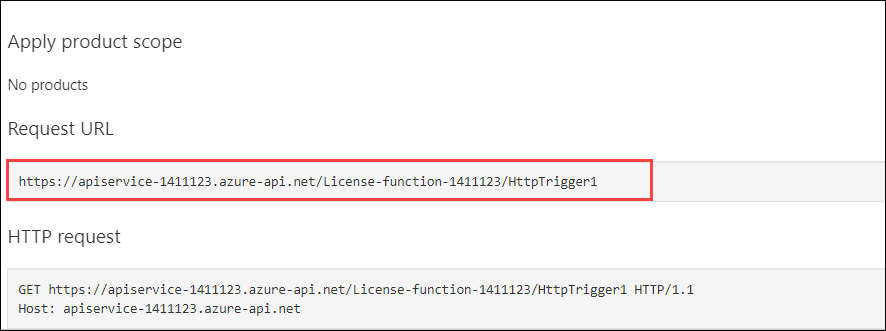 Apply product scope
No products
Request URL
https://apiservice-1411123.azure-api.net/License-function-1411123/HttpTrigger1
HTTP request
GET https://apiservice-1411123.azure-api.net/License-function-1411123/HttpTrigger1 HTTP/1.1
Host: apiservice-1411123.azure-api.net